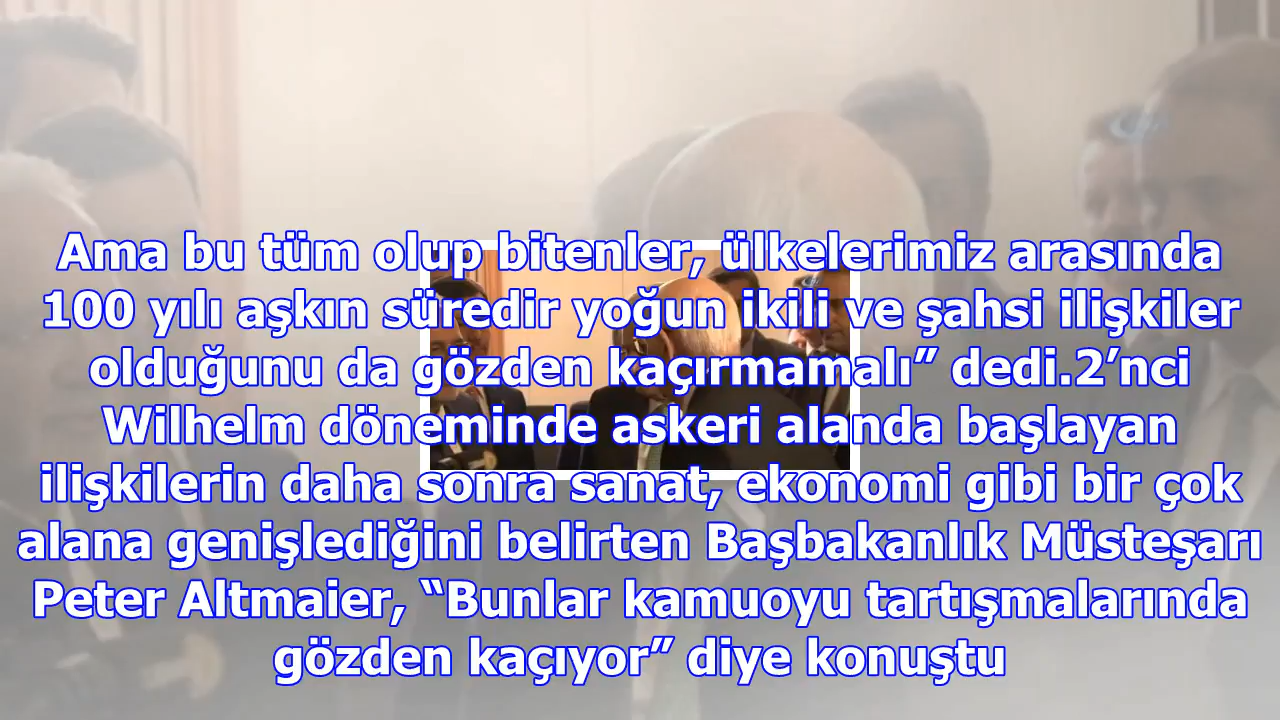 Ama bu tüm olup bitenler, ülkelerimiz arasında
100 yılı aşkın süredir yoğun ikili ve şahsi ilişkiler
olduğunu da gözden kaçırmamalı” dedi.2’nci
Wilhelm döneminde askeri alanda başlayan
ilişkilerin daha sonra sanat, ekonomi gibi bir çok
alana genişlediğini belirten Başbakanlık Müsteşarı
Peter Altmaier, “Bunlar kamuoyu tartışmalarında
gözden kaçıyor” diye konuştu